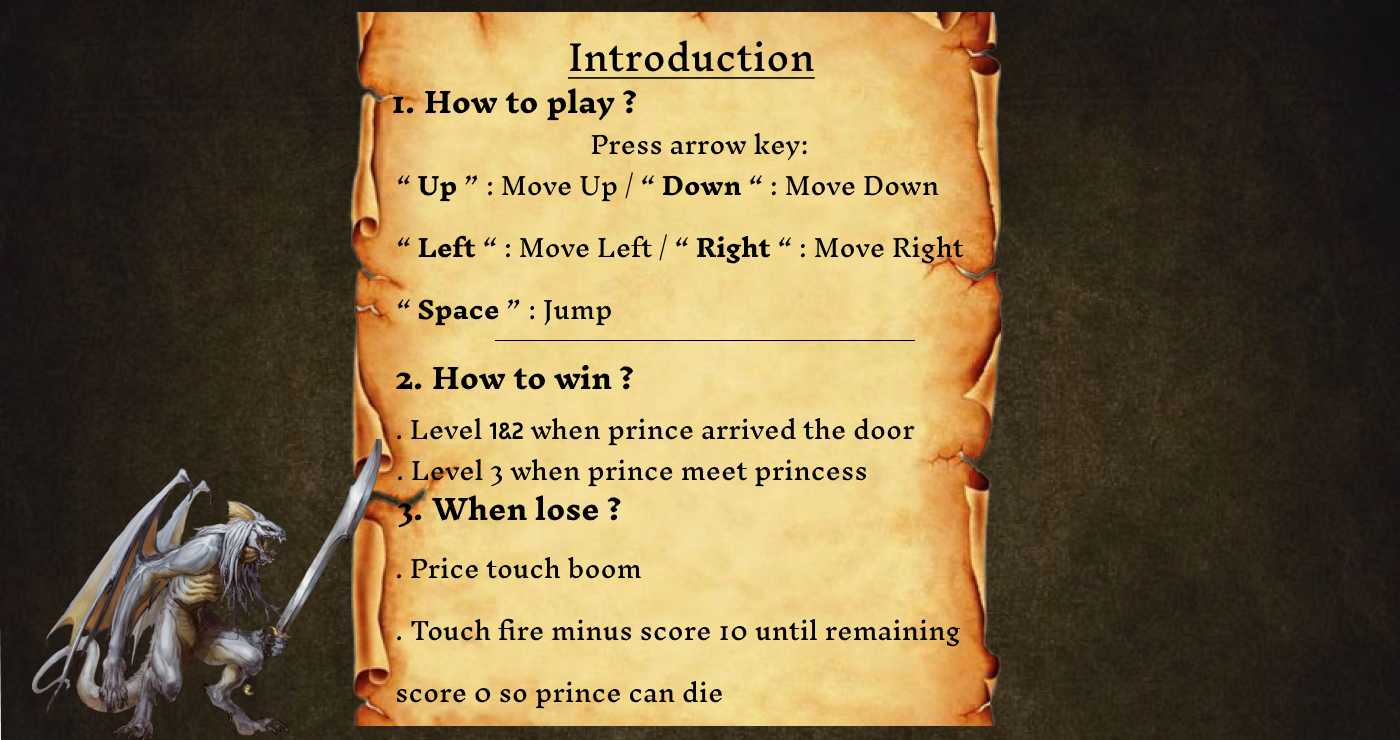 Introduction
1. How to play ?
Press arrow key:
“ Up ” : Move Up / “ Down “ : Move Down
“ Left “ : Move Left / “ Right “ : Move Right
“ Space ” : Jump
2. How to win ?
. Level 1&2 when prince arrived the door
. Level 3 when prince meet princess
3. When lose ?
. Price touch boom
. Touch fire minus score 10 until remaining
score 0 so prince can die